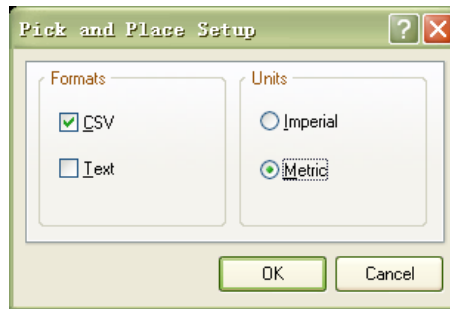 Pick and Place Setup
Formats
Units
CSV
Imperial
Text
Metric
OK
Cancel